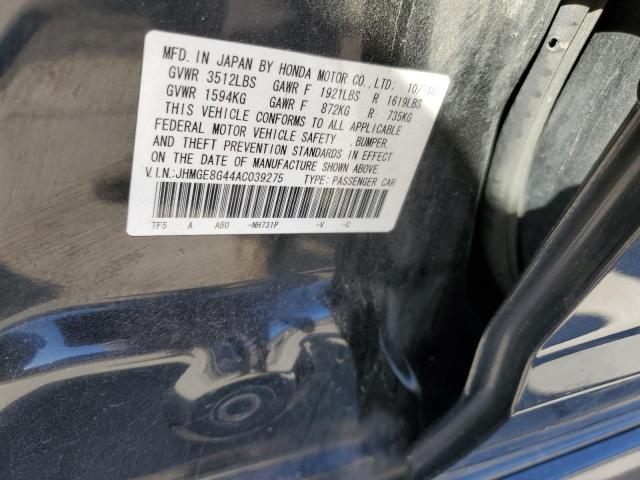 MFD. IN JAPAN BY HONDA MOTOR CO., LTD. 10/10
GVWR 3512LBS GAWR F 1921LBS R 1619LBS
GVWR 1594KG GAWR F 872KG R 735KG
THIS VEHICLE CONFORMS TO ALL APPLICABLE
FEDERAL MOTOR VEHICLE SAFETY , BUMPER,
AND THEFT PREVENTION STANDARDS IN EFFECT
ON THE DATE OF MANUFACTURE SHOWN ABOVE.
V.I.N.:JHMGE8G44AC039275 TYPE: PASSENGER CAR
TF5 A AB0 -NH731P -V -C